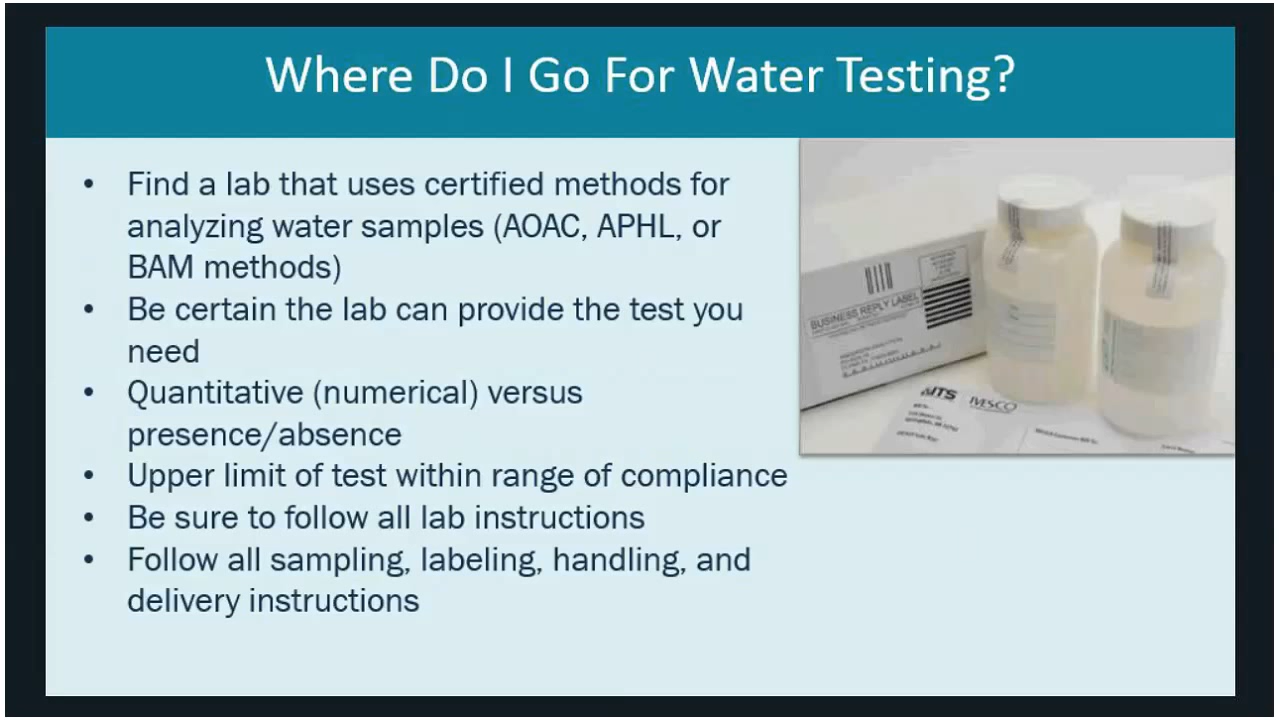 Where Do I Go For Water Testing?
• Find a lab that uses certified methods for
analyzing water samples (AOAC, APHL, or
BAM methods)
• Be certain the lab can provide the test you
need
• Quantitative (numerical) versus
presence/absence
• Upper limit of test within range of compliance
• Be sure to follow all lab instructions
• Follow all sampling, labeling, handling, and
delivery instructions
BUSINESS REPLY LABEL
ITS IVESCO